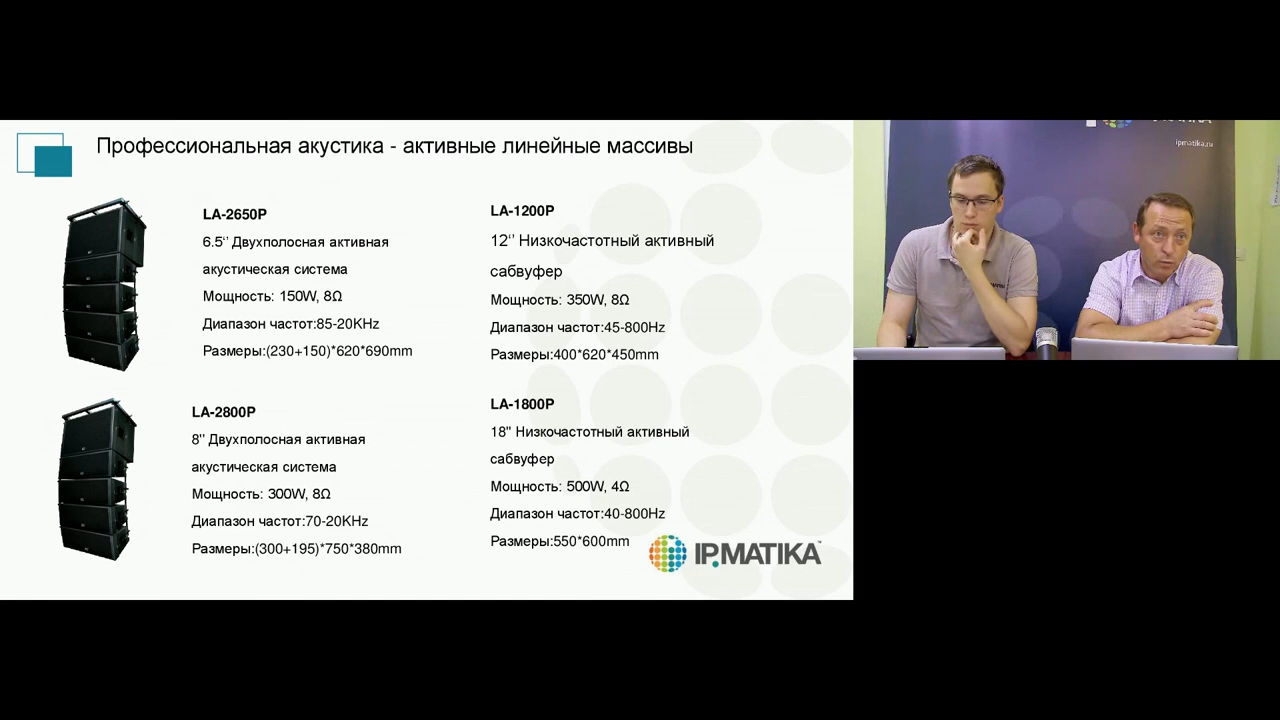 Профессиональная акустика - активные линейные массивы
LA-2650P
6.5'' Двухполосная активная
акустическая система
Мощность: 150W, 8Ω
Диапазон частот:85-20KHz
Размеры:(230+150)*620*690mm
LA-1200P
12'' Низкочастотный активный
сабвуфер
Мощность: 350W, 8Ω
Диапазон частот:45-800Hz
Размеры:400*620*450mm
LA-2800P
8" Двухполосная активная
акустическая система
Мощность: 300W, 8Ω
Диапазон частот:70-20KHz
Размеры:(300+195)*750*380mm
LA-1800P
18" Низкочастотный активный
сабвуфер
Мощность: 500W, 4Ω
Диапазон частот:40-800Hz
Размеры:550*600mm
IP.MATIKA™
ipmatika.ru